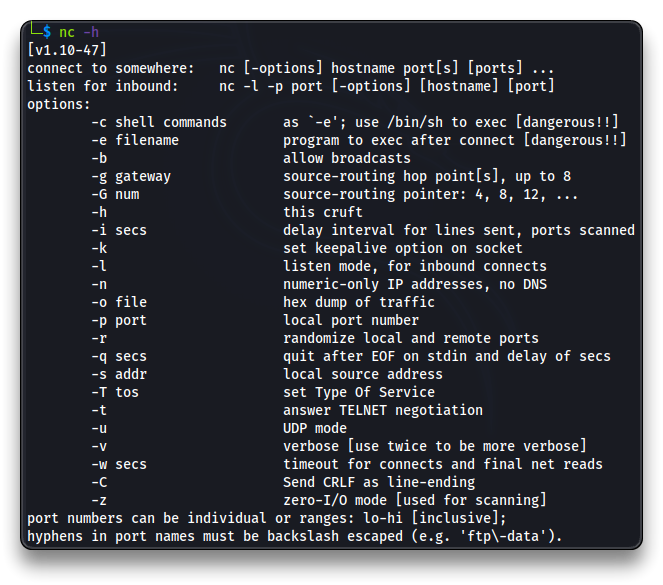 └─$ nc -h
[v1.10-47]
connect to somewhere:   nc [-options] hostname port[s] [ports] ...
listen for inbound:     nc -l -p port [-options] [hostname] [port]
options:
        -c shell commands       as `-e'; use /bin/sh to exec [dangerous!!]
        -e filename             program to exec after connect [dangerous!!]
        -b                      allow broadcasts
        -g gateway              source-routing hop point[s], up to 8
        -G num                  source-routing pointer: 4, 8, 12, ...
        -h                      this cruft
        -i secs                 delay interval for lines sent, ports scanned
        -k                      set keepalive option on socket
        -l                      listen mode, for inbound connects
        -n                      numeric-only IP addresses, no DNS
        -o file                 hex dump of traffic
        -p port                 local port number
        -r                      randomize local and remote ports
        -q secs                 quit after EOF on stdin and delay of secs
        -s addr                 local source address
        -T tos                  set Type Of Service
        -t                      answer TELNET negotiation
        -u                      UDP mode
        -v                      verbose [use twice to be more verbose]
        -w secs                 timeout for connects and final net reads
        -C                      Send CRLF as line-ending
        -z                      zero-I/O mode [used for scanning]
port numbers can be individual or ranges: lo-hi [inclusive];
hyphens in port names must be backslash escaped (e.g. 'ftp\-data').